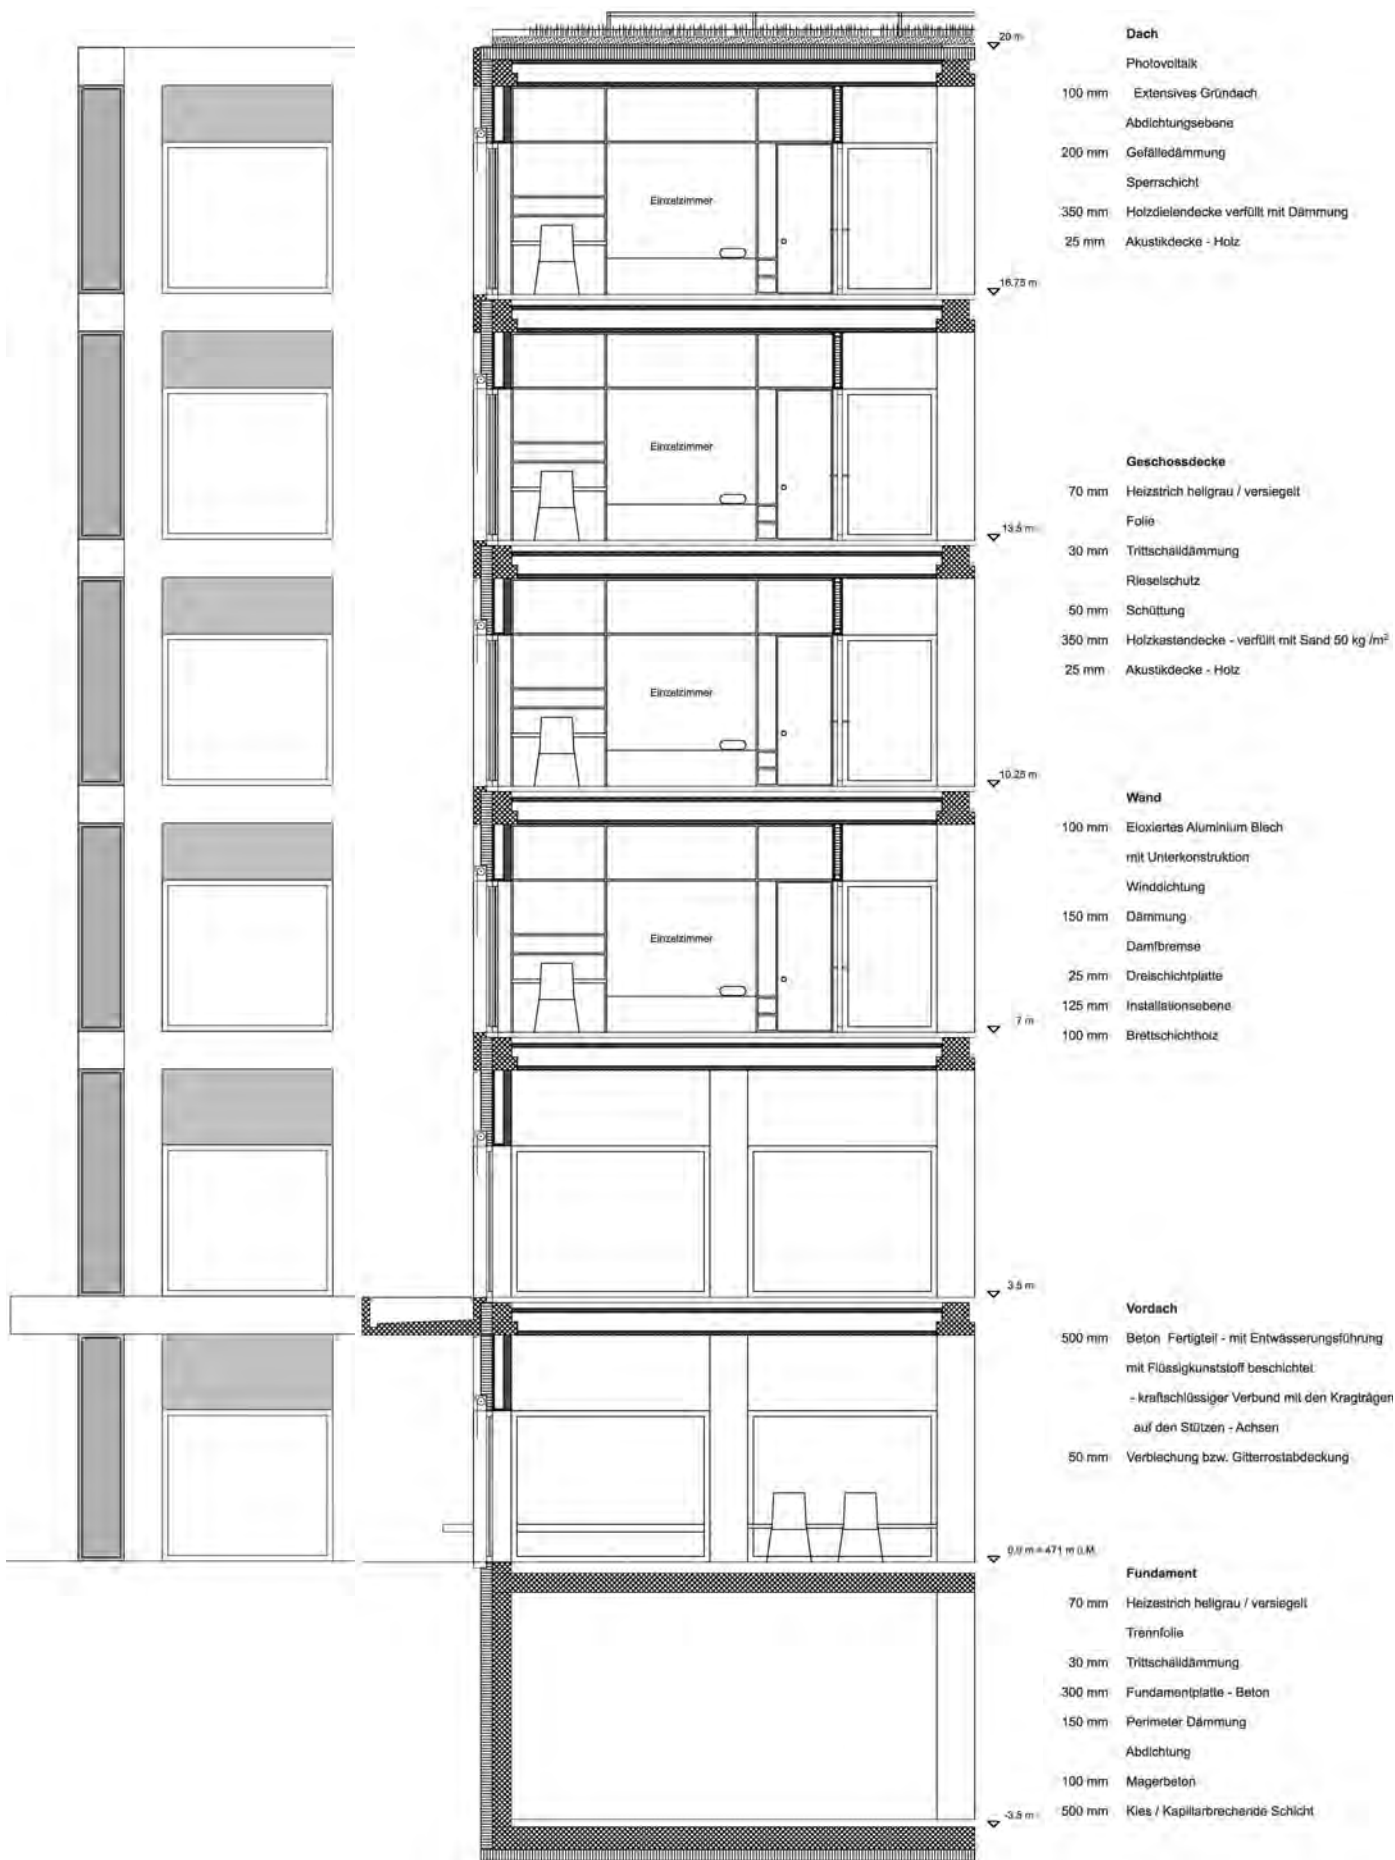 20 m
Dach
Photovoltaik
100 mm Extensives Gründach
Abdichtungsebene
200 mm Gefälledämmung
Sperrschicht
350 mm Holzdielendecke verfüllt mit Dämmung
25 mm Akustikdecke - Holz
Einzelzimmer
16.75 m
Einzelzimmer
Geschossdecke
70 mm Heizstrich hellgrau / versiegelt
Folie
13.5 m
30 mm Trittschalldämmung
Rieselschutz
50 mm Schüttung
350 mm Holzkastendecke - verfüllt mit Sand 50 kg /m²
25 mm Akustikdecke - Holz
Einzelzimmer
10.25 m
Wand
100 mm Eloxiertes Aluminium Blech
mit Unterkonstruktion
Winddichtung
150 mm Dämmung
Damfbremse
25 mm Dreischichtplatte
125 mm Installationsebene
100 mm Brettschichtholz
Einzelzimmer
7 m
3.5 m
Vordach
500 mm Beton Fertigteil - mit Entwässerungsführung
mit Flüssigkunststoff beschichtet
- kraftschlüssiger Verbund mit den Kragträgen
auf den Stützen - Achsen
50 mm Verblechung bzw. Gitterrostabdeckung
0.0 m = 471 m ü.M.
Fundament
70 mm Heizestrich hellgrau / versiegelt
Trennfolie
30 mm Trittschalldämmung
300 mm Fundamentplatte - Beton
150 mm Perimeter Dämmung
Abdichtung
100 mm Magerbeton
500 mm Kies / Kapillarbrechende Schicht
-3.5 m